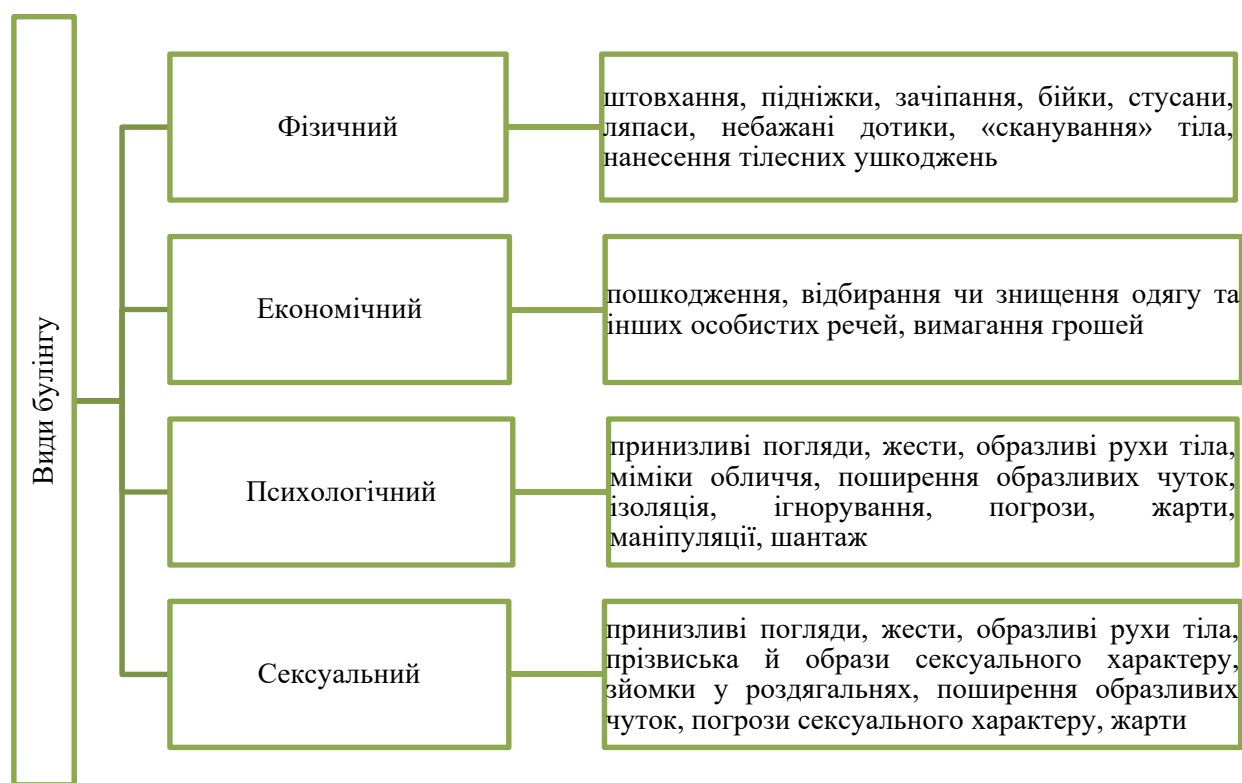 Види булінгу
Фізичний
штовхання, підніжки, зачіпання, бійки, стусани,
ляпаси, небажані дотики, «сканування» тіла,
нанесення тілесних ушкоджень
Економічний
пошкодження, відбирання чи знищення одягу та
інших особистих речей, вимагання грошей
Психологічний
принизливі погляди, жести, образливі рухи тіла,
міміки обличчя, поширення образливих чуток,
ізоляція, ігнорування, погрози, жарти,
маніпуляції, шантаж
Сексуальний
принизливі погляди, жести, образливі рухи тіла,
прізвиська й образи сексуального характеру,
зйомки у роздягальнях, поширення образливих
чуток, погрози сексуального характеру, жарти